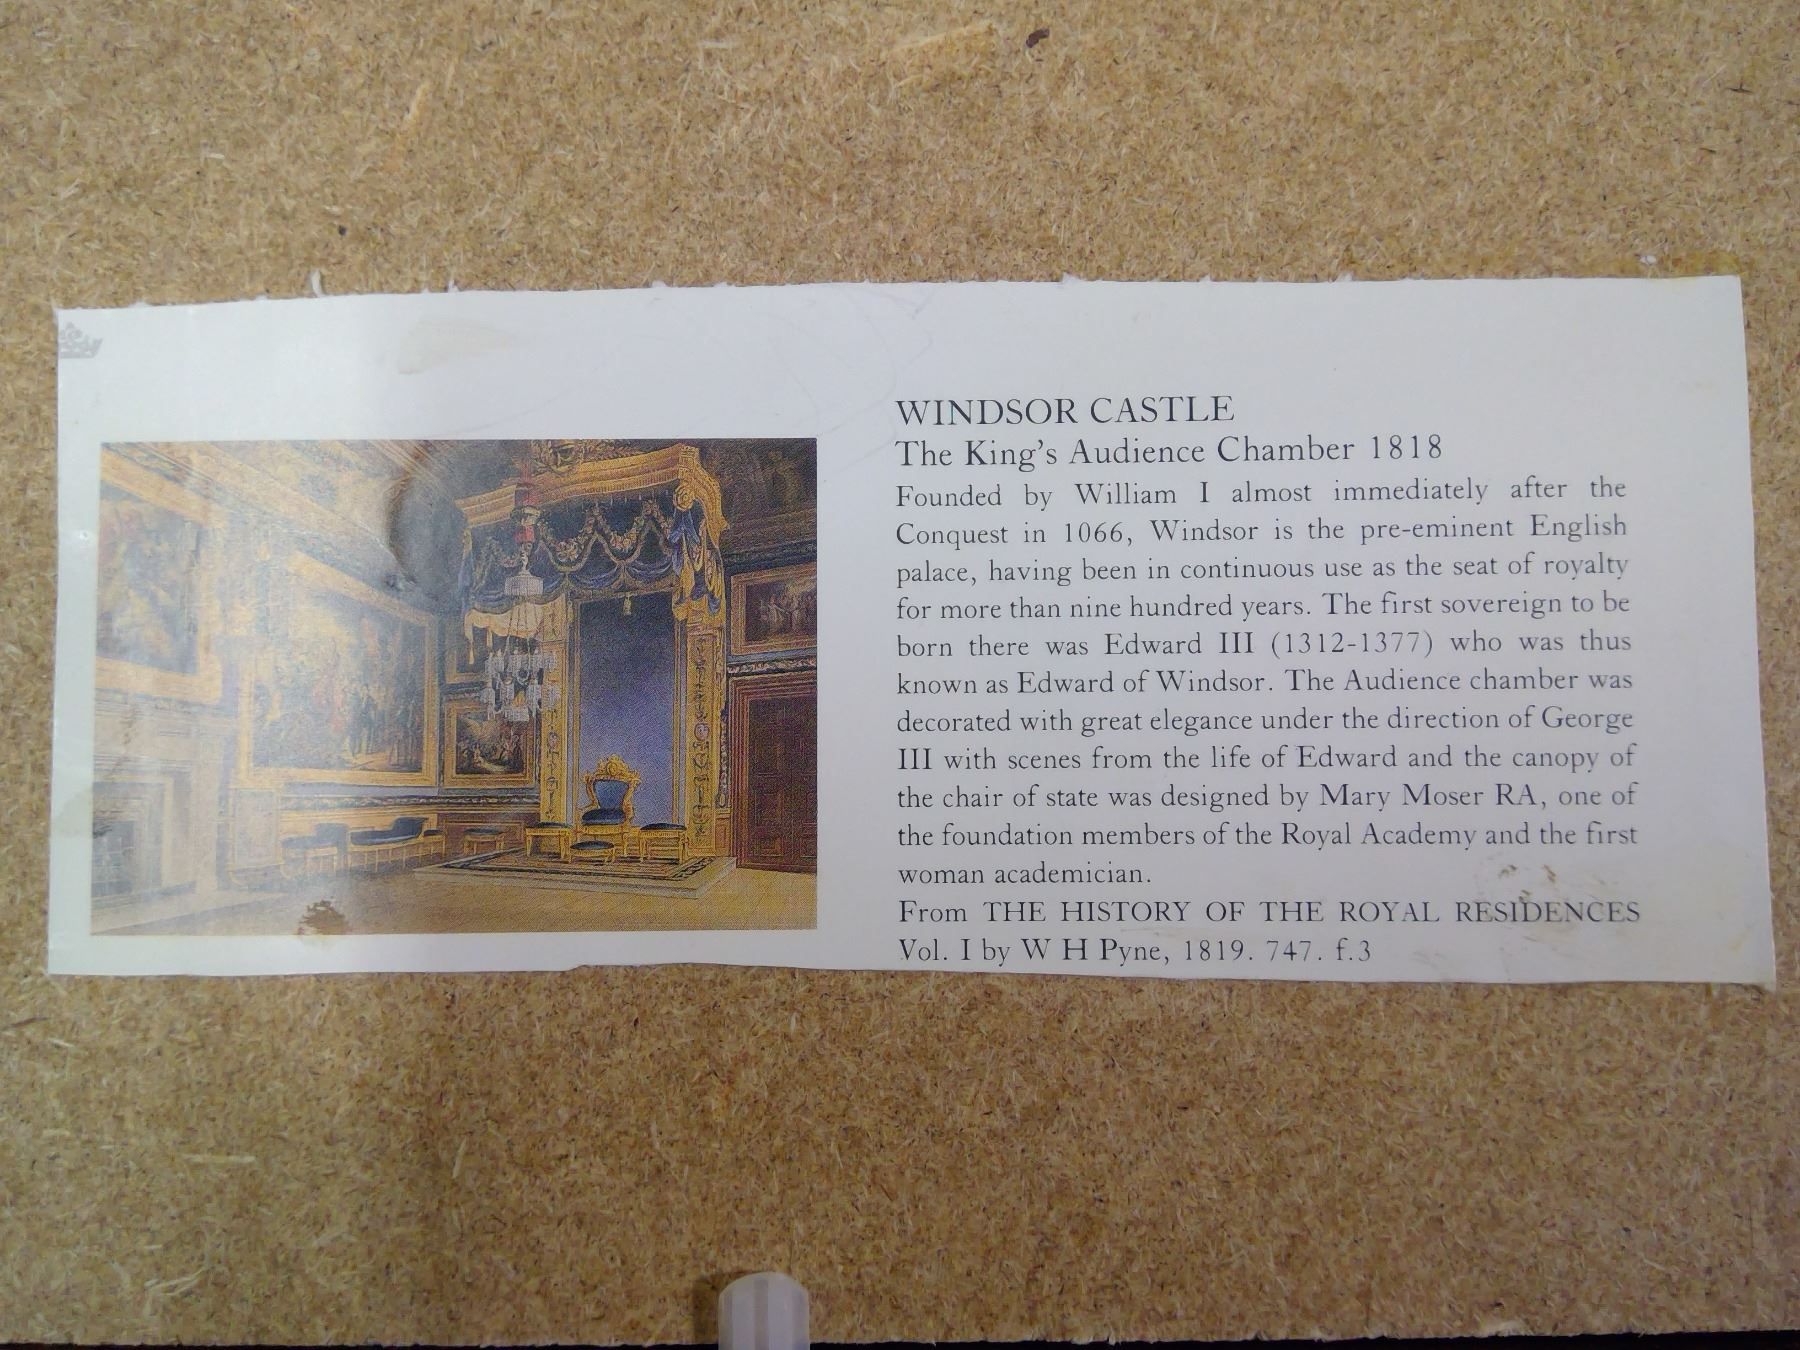 WINDSOR CASTLE
The King's Audience Chamber 1818
Founded by William I almost immediately after the
Conquest in 1066, Windsor is the pre-eminent English
palace, having been in continuous use as the seat of royalty
for more than nine hundred years. The first sovereign to be
born there was Edward III (1312-1377) who was thus
known as Edward of Windsor. The Audience chamber was
decorated with great elegance under the direction of George
III with scenes from the life of Edward and the canopy of
the chair of state was designed by Mary Moser RA, one of
the foundation members of the Royal Academy and the first
woman academician.
From THE HISTORY OF THE ROYAL RESIDENCES
Vol. I by W H Pyne, 1819. 747. f.3